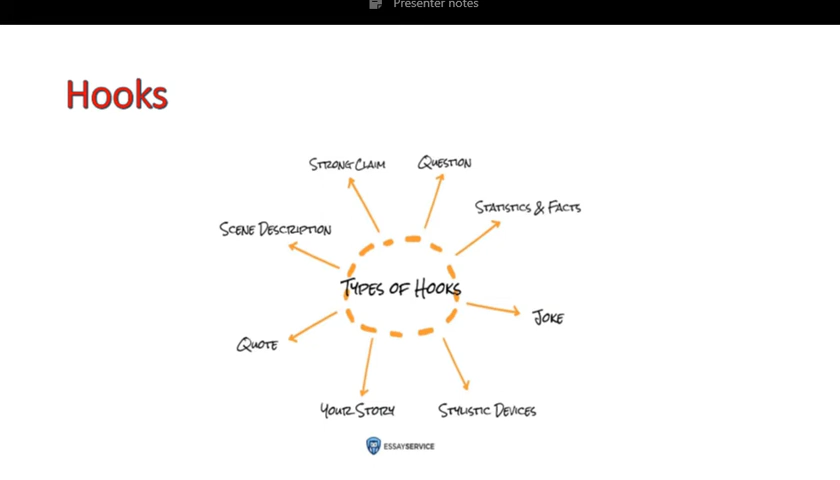 Presenter notes
Hooks
STRONG CLAIM
QUESTION
STATISTICS & FACTS
SCENE DESCRIPTION
TYPES OF HOOKS
JOKE
QUOTE
YOUR STORY
STYLISTIC DEVICES
ESSAYSERVICE